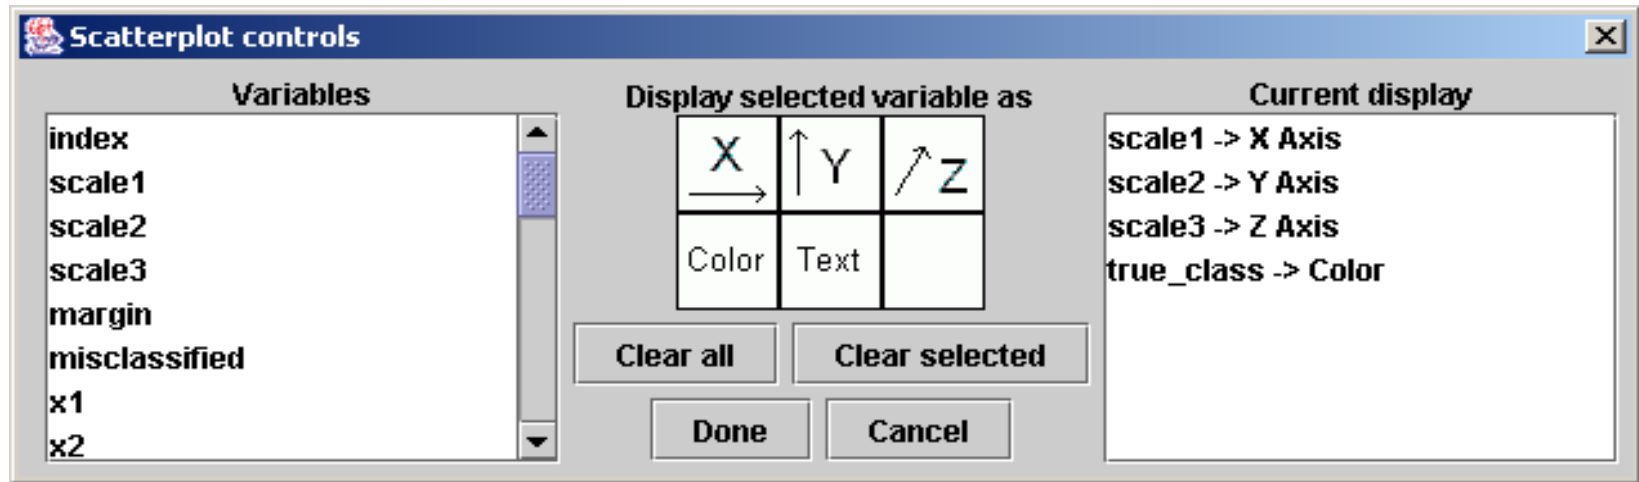 Scatterplot controls
Variables
index
scale1
scale2
scale3
margin
misclassified
x1
x2
Display selected variable as
X Y Z
Color Text
Clear all Clear selected
Done Cancel
Current display
scale1 -> X Axis
scale2 -> Y Axis
scale3 -> Z Axis
true_class -> Color